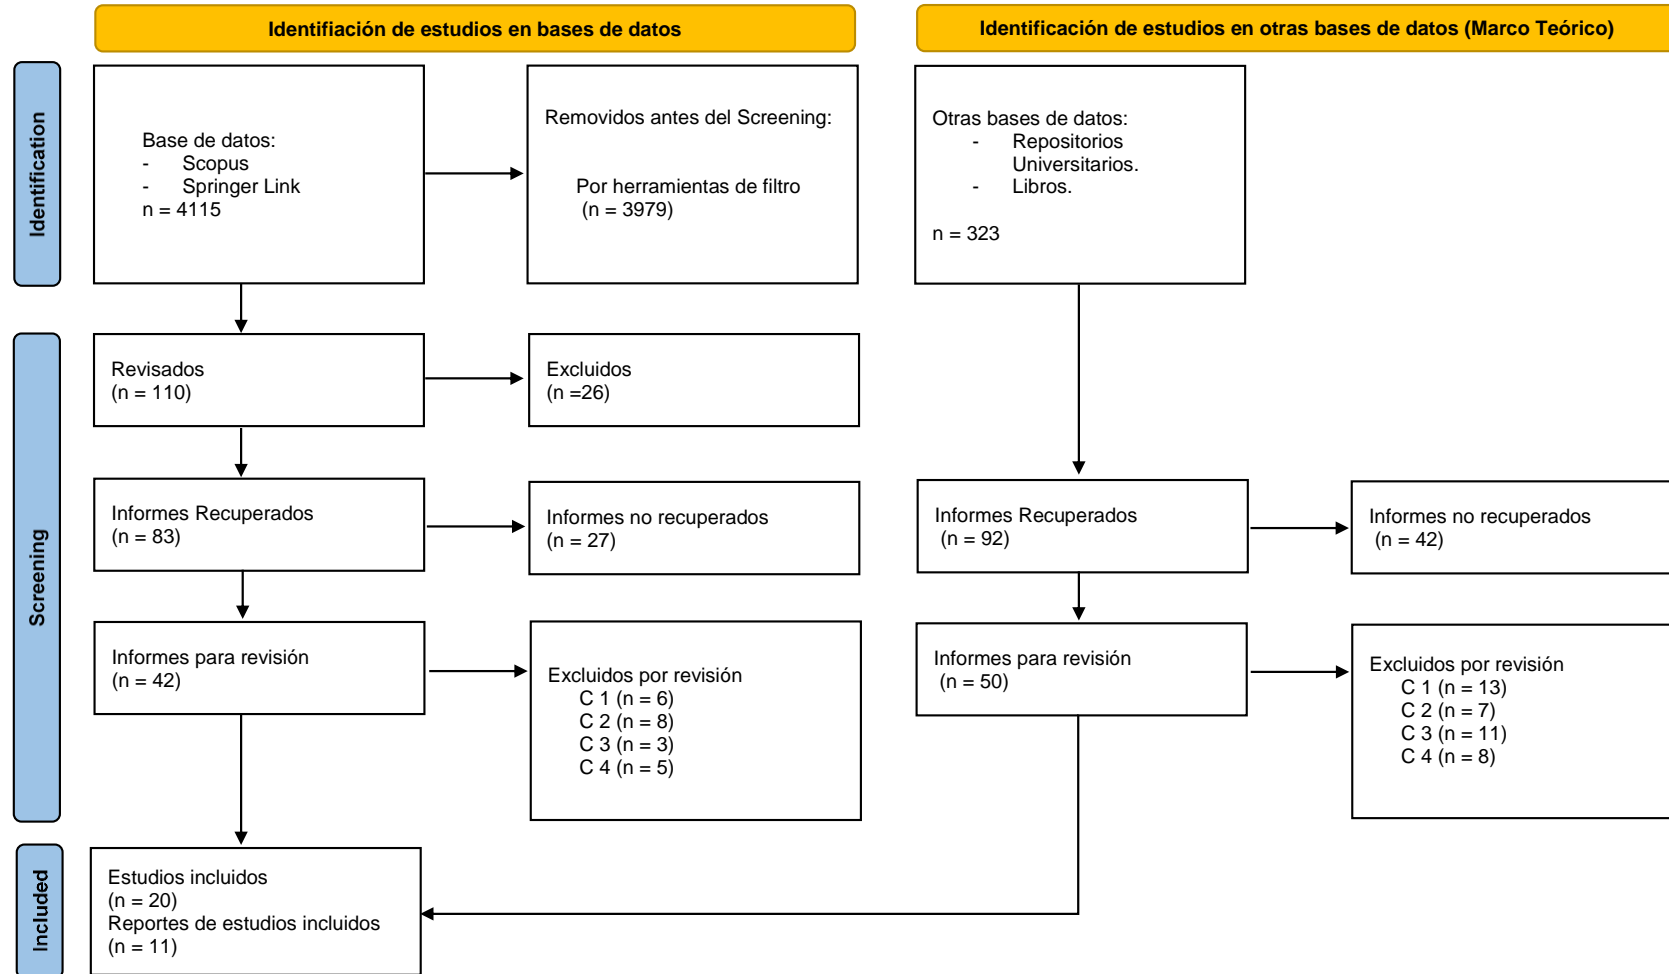 Identifiación de estudios en bases de datos
Identificación de estudios en otras bases de datos (Marco Teórico)
Identification
Base de datos:
- Scopus
- Springer Link
n = 4115
Removidos antes del Screening:
Por herramientas de filtro
(n = 3979)
Otras bases de datos:
- Repositorios
Universitarios.
- Libros.
n = 323
Screening
Revisados
(n = 110)
Excluidos
(n =26)
Informes Recuperados
(n = 83)
Informes no recuperados
(n = 27)
Informes Recuperados
(n = 92)
Informes no recuperados
(n = 42)
Informes para revisión
(n = 42)
Excluidos por revisión
C 1 (n = 6)
C 2 (n = 8)
C 3 (n = 3)
C 4 (n = 5)
Informes para revisión
(n = 50)
Excluidos por revisión
C 1 (n = 13)
C 2 (n = 7)
C 3 (n = 11)
C 4 (n = 8)
Included
Estudios incluidos
(n = 20)
Reportes de estudios incluidos
(n = 11)